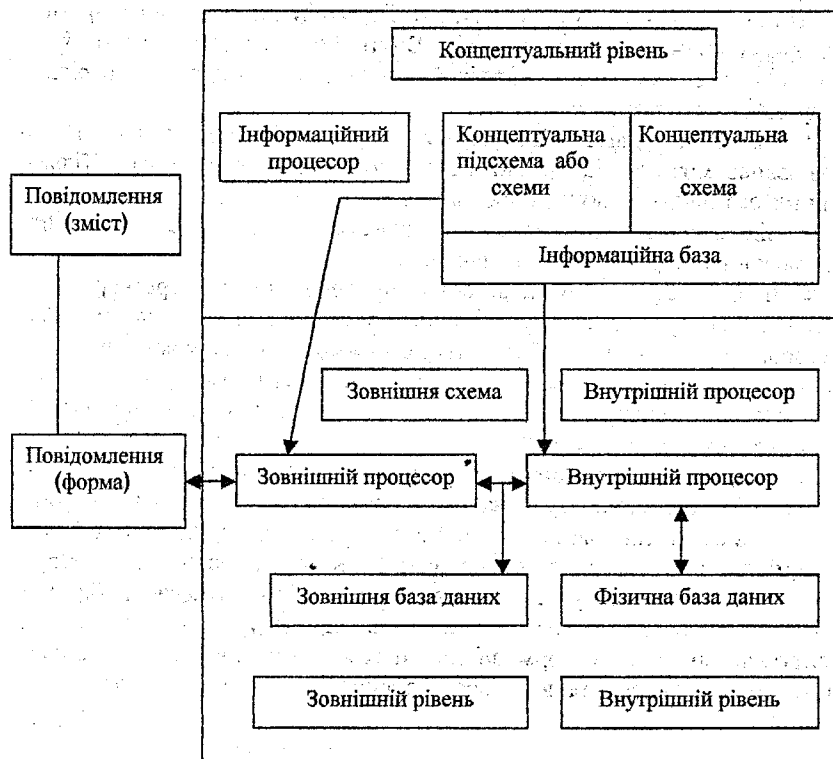 Концептуальний рівень
Інформаційний
процесор
Концептуальна
підсхема або
схеми
Концептуальна
схема
Інформаційна база
Повідомлення
(зміст)
Зовнішня схема
Внутрішній процесор
Повідомлення
(форма)
Зовнішній процесор
Внутрішній процесор
Зовнішня база даних
Фізична база даних
Зовнішній рівень
Внутрішній рівень